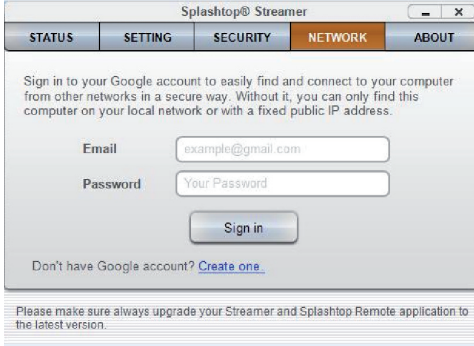 Splashtop® Streamer
STATUS SETTING SECURITY NETWORK ABOUT
Sign in to your Google account to easily find and connect to your computer
from other networks in a secure way. Without it, you can only find this
computer on your local network or with a fixed public IP address.
Email example@gmail.com
Password Your Password
Sign in
Don't have Google account? Create one.
Please make sure always upgrade your Streamer and Splashtop Remote application to
the latest version.